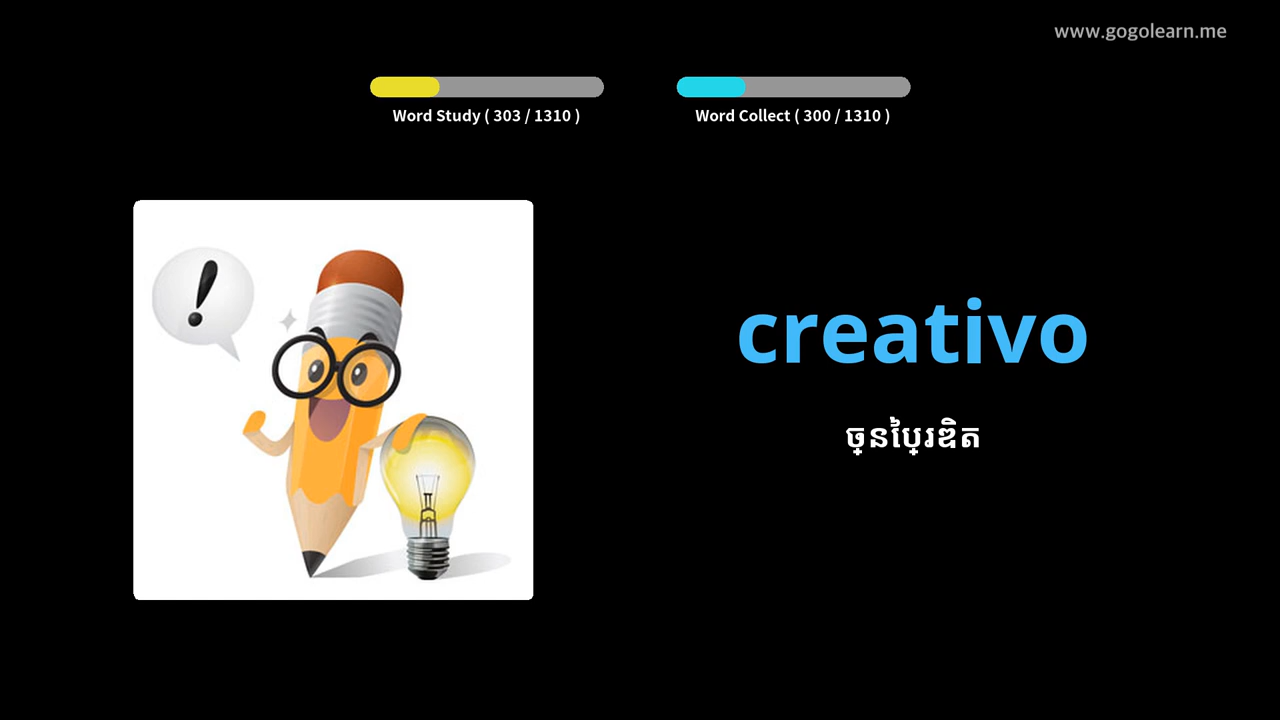 www.gogolearn.me
Word Study ( 303 / 1310 )
Word Collect ( 300 / 1310 )
!
creativo
ច្នៃប្រឌិត